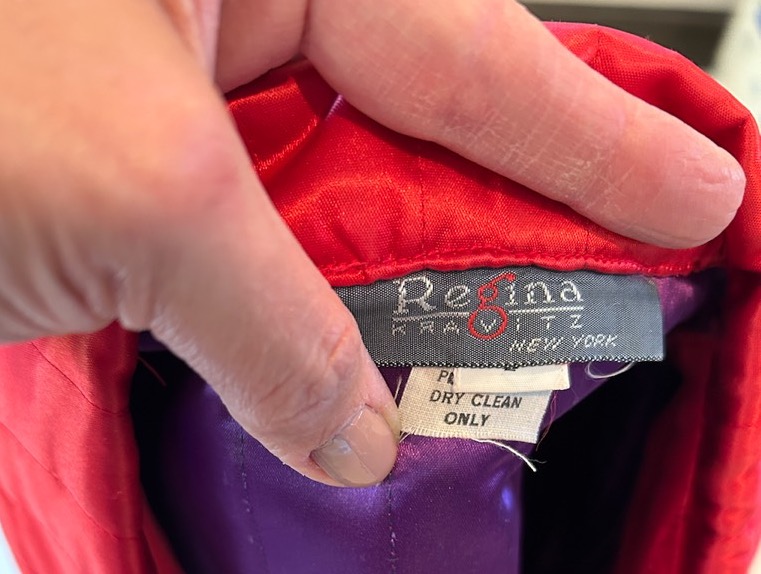 Regina
KRAVITZ
NEW YORK
DRY CLEAN
ONLY